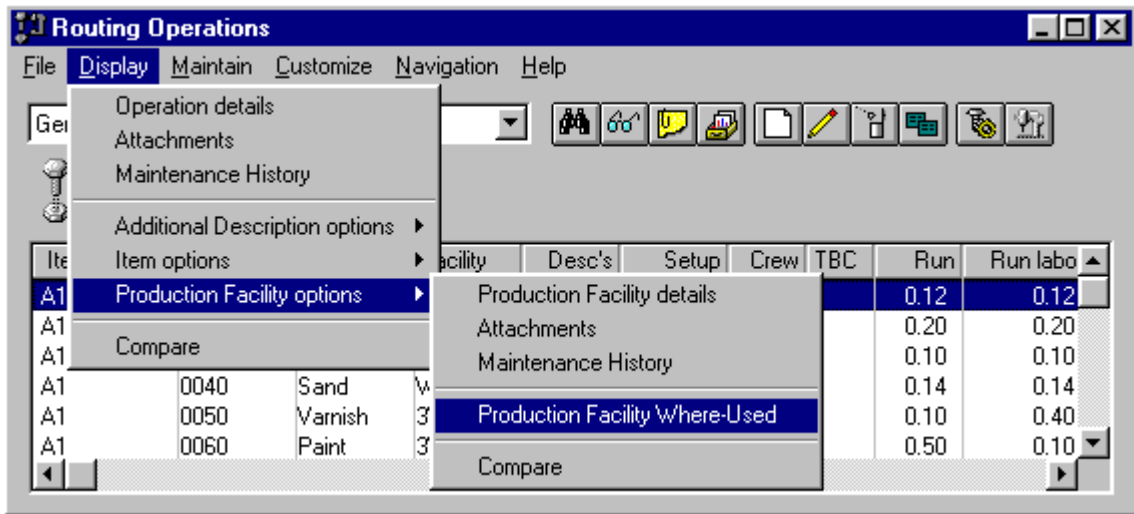 Routing Operations
File Display Maintain Customize Navigation Help
Operation details
Attachments
Maintenance History
Additional Description options
Item options
Production Facility options
Compare
Production Facility details
Attachments
Maintenance History
Production Facility Where-Used
Compare
Desc's Setup Crew TBC Run Run labo
A1 0.12 0.12
A1 0.20 0.20
A1 0.10 0.10
A1 0040 Sand 0.14 0.14
A1 0050 Varnish 0.10 0.40
A1 0060 Paint 0.50 0.10